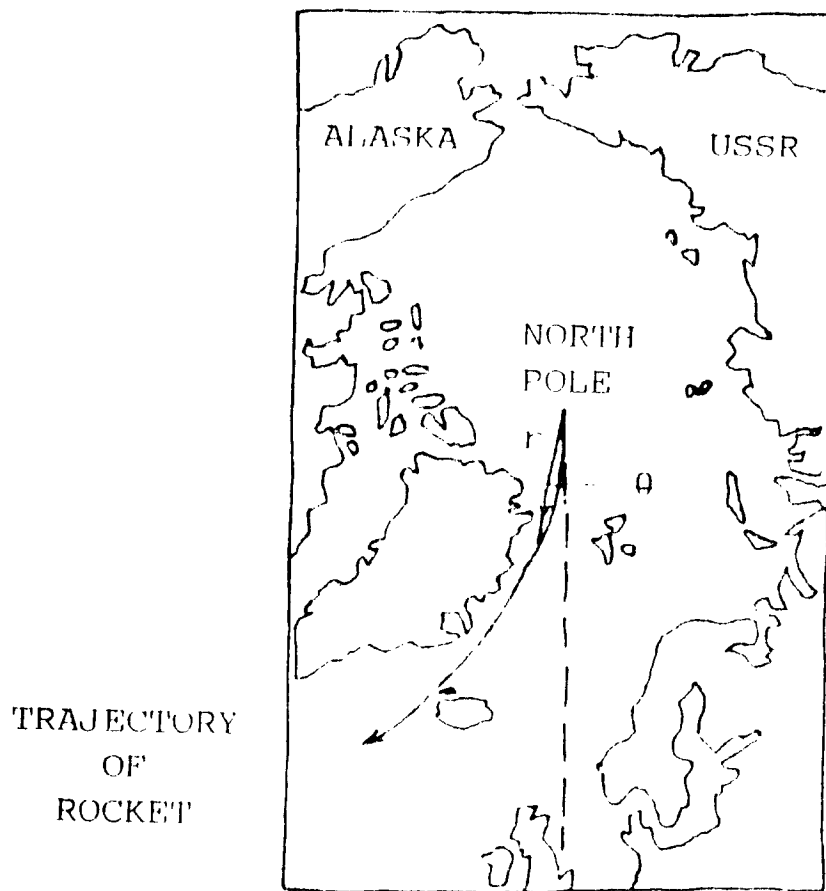 ALASKA
USSR
NORTH
POLE
r
θ
TRAJECTORY
OF
ROCKET